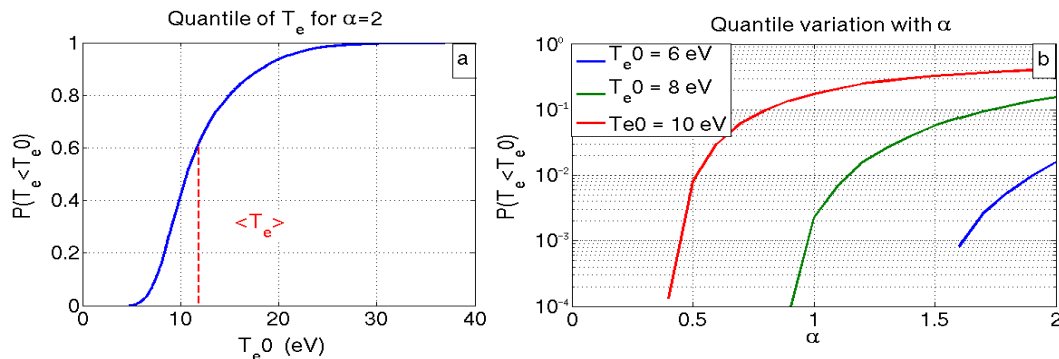 Quantile of T_e for α=2
a
1
0.8
0.6
0.4
0.2
0
0
10
20
30
40
P(T_e<T_e0)
<T_e>
T_e0 (eV)
Quantile variation with α
b
T_e0 = 6 eV
T_e0 = 8 eV
Te0 = 10 eV
10^0
10^-1
10^-2
10^-3
10^-4
0
0.5
1
1.5
2
P(T_e<T_e0)
α